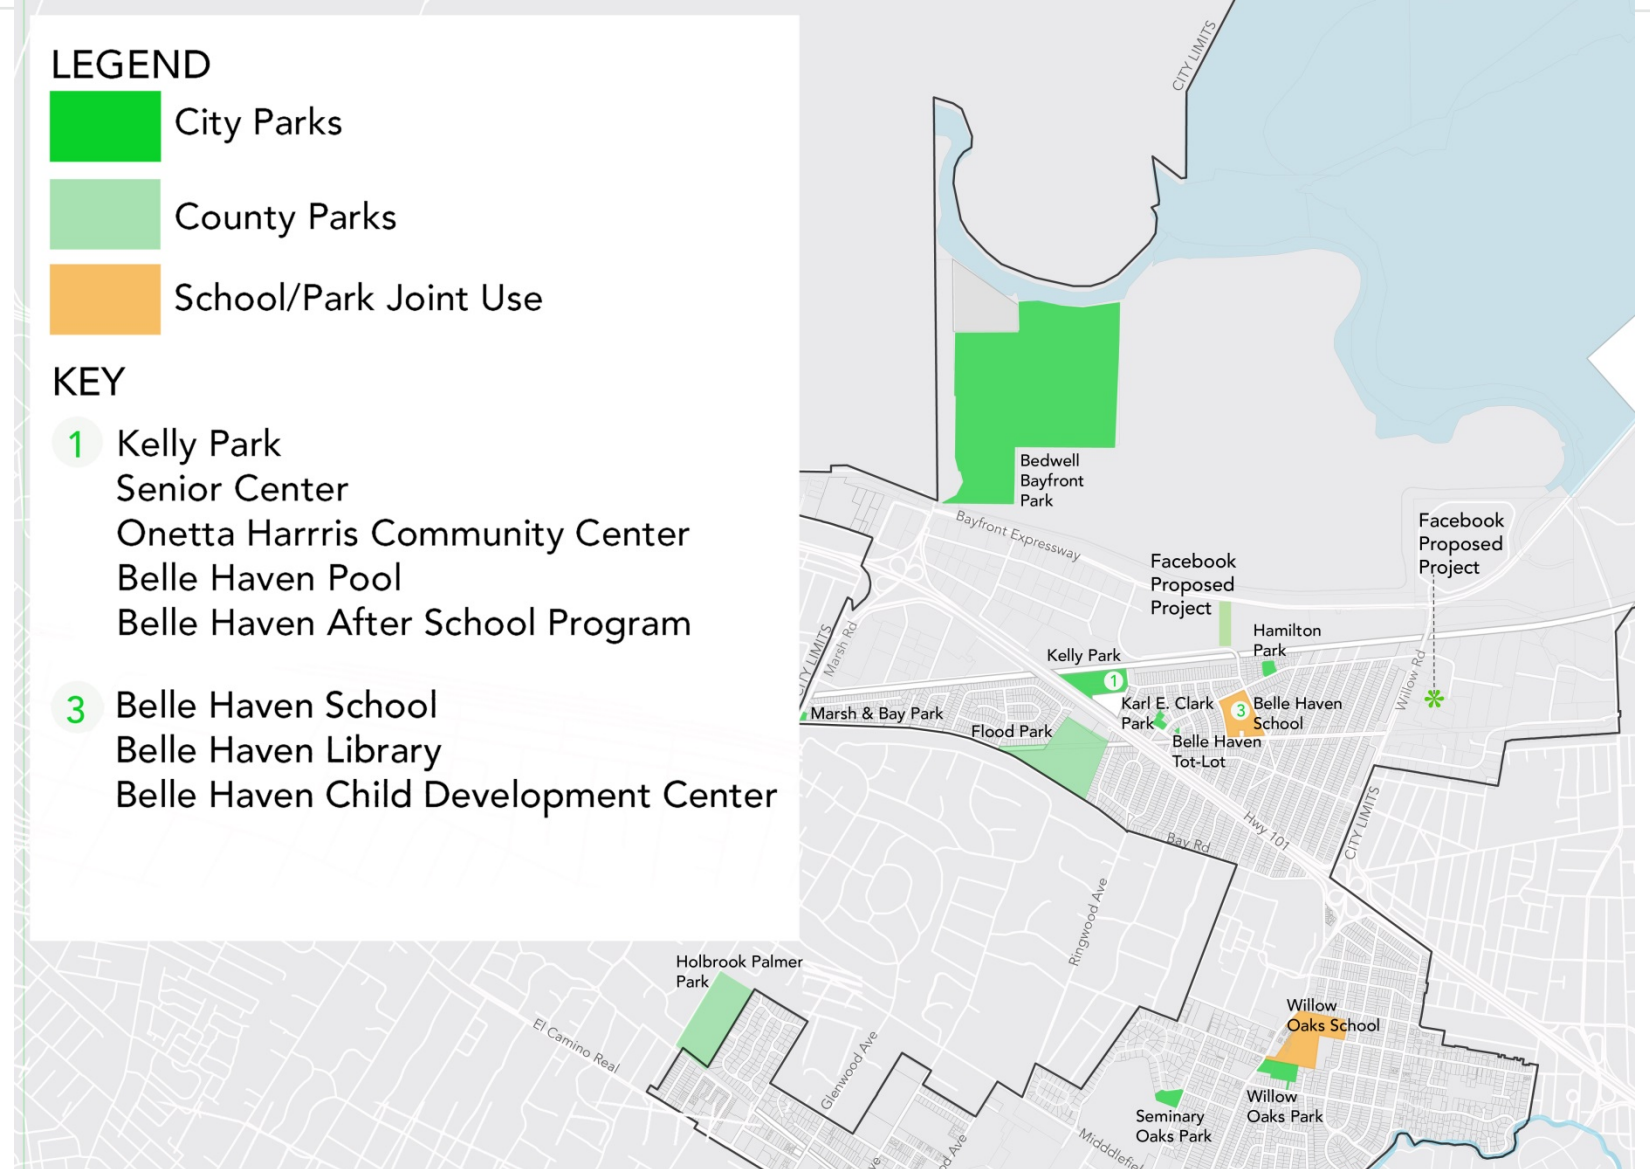 LEGEND
City Parks
County Parks
School/Park Joint Use
KEY
1 Kelly Park
Senior Center
Onetta Harrris Community Center
Belle Haven Pool
Belle Haven After School Program
3 Belle Haven School
Belle Haven Library
Belle Haven Child Development Center
CITY LIMITS
Bedwell
Bayfront
Park
Bayfront Expressway
Facebook
Proposed
Project
Facebook
Proposed
Project
Hamilton
Park
Kelly Park
1
CITY LIMITS
Marsh Rd
Willow Rd
Karl E. Clark
Park
3
Belle Haven
School
Marsh & Bay Park
Flood Park
Belle Haven
Tot-Lot
CITY LIMITS
Hwy 101
Bay Rd
Ringwood Ave
Holbrook Palmer
Park
El Camino Real
Glenwood Ave
Willow
Oaks School
Willow
Oaks Park
Seminary
Oaks Park